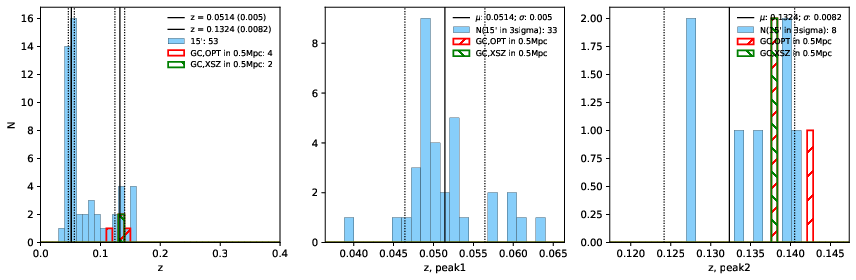 z = 0.0514 (0.005)
z = 0.1324 (0.0082)
15': 53
GC,OPT in 0.5Mpc: 4
GC,XSZ in 0.5Mpc: 2
16
14
12
10
8
6
4
2
0
N
0.0 0.1 0.2 0.3 0.4
z
μ: 0.0514; σ: 0.005
N(15' in 3sigma): 33
GC,OPT in 0.5Mpc
GC,XSZ in 0.5Mpc
8
6
4
2
0
0.040 0.045 0.050 0.055 0.060 0.065
z, peak1
μ: 0.1324; σ: 0.0082
N(15' in 3sigma): 8
GC,OPT in 0.5Mpc
GC,XSZ in 0.5Mpc
2.00
1.75
1.50
1.25
1.00
0.75
0.50
0.25
0.00
0.120 0.125 0.130 0.135 0.140 0.145
z, peak2